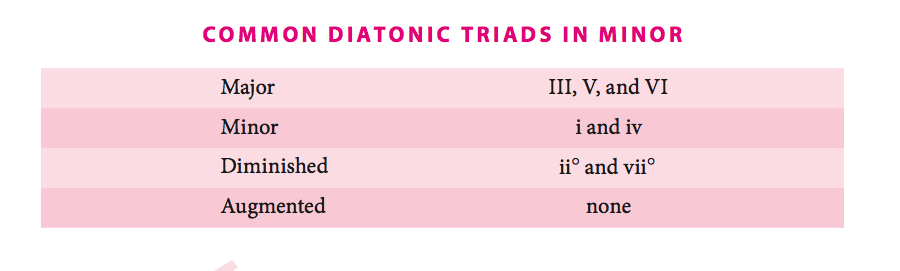 COMMON DIATONIC TRIADS IN MINOR
Major III, V, and VI
Minor i and iv
Diminished ii° and vii°
Augmented none